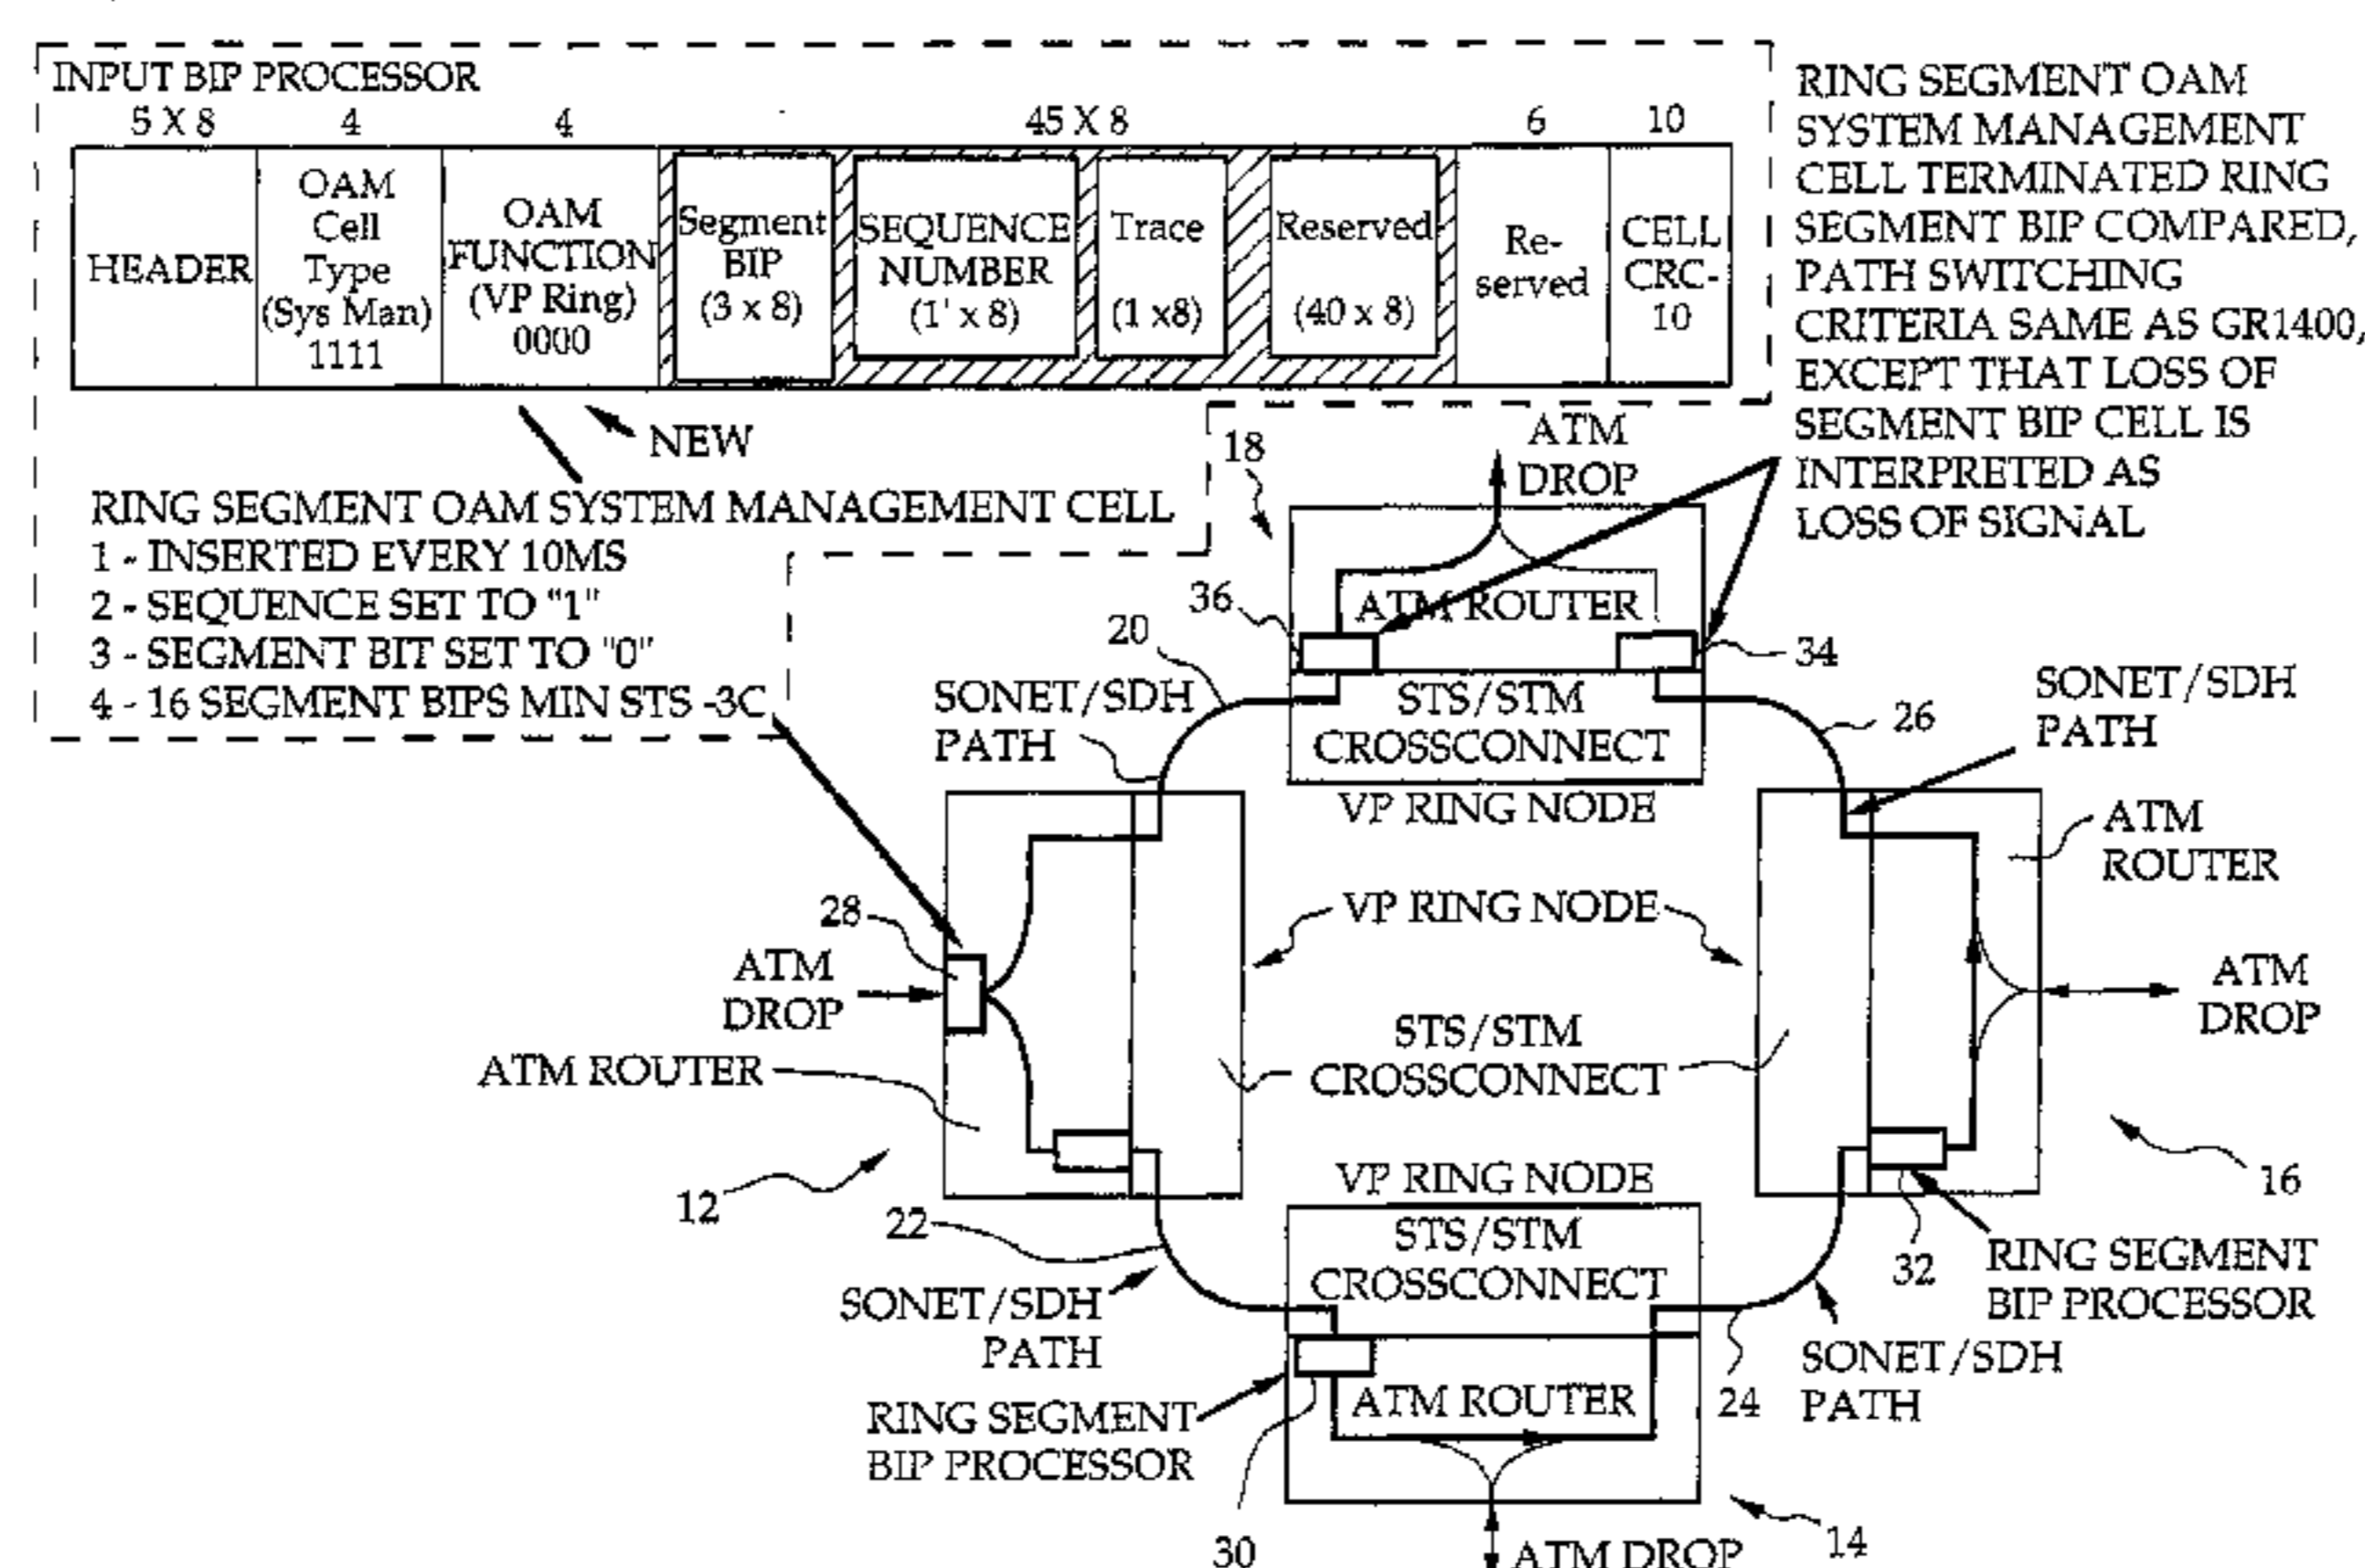 INPUT BIP PROCESSOR
5 X 8
4
4
45 X 8
6
10
HEADER
OAM
Cell
Type
(Sys Man)
1111
OAM
FUNCTION
(VP Ring)
0000
Segment
BIP
(3 x 8)
SEQUENCE
NUMBER
(1' x 8)
Trace
(1 x8)
Reserved
(40 x 8)
Re-
served
CELL
CRC-
10
NEW
RING SEGMENT OAM SYSTEM MANAGEMENT CELL
1 - INSERTED EVERY 10MS
2 - SEQUENCE SET TO "1"
3 - SEGMENT BIT SET TO "0"
4 - 16 SEGMENT BIPS MIN STS -3C
RING SEGMENT OAM
SYSTEM MANAGEMENT
CELL TERMINATED RING
SEGMENT BIP COMPARED,
PATH SWITCHING
CRITERIA SAME AS GR1400,
EXCEPT THAT LOSS OF
SEGMENT BIP CELL IS
INTERPRETED AS
LOSS OF SIGNAL
18
ATM
DROP
36
ATM ROUTER
34
20
SONET/SDH
PATH
STS/STM
CROSSCONNECT
26
SONET/SDH
PATH
VP RING NODE
ATM
ROUTER
28
VP RING NODE
ATM
DROP
ATM
DROP
STS/STM
CROSSCONNECT
ATM ROUTER
12
VP RING NODE
16
22
STS/STM
CROSSCONNECT
32
RING SEGMENT
BIP PROCESSOR
SONET/SDH
PATH
SONET/SDH
PATH
24
ATM ROUTER
RING SEGMENT
BIP PROCESSOR
30
ATM DROP
14